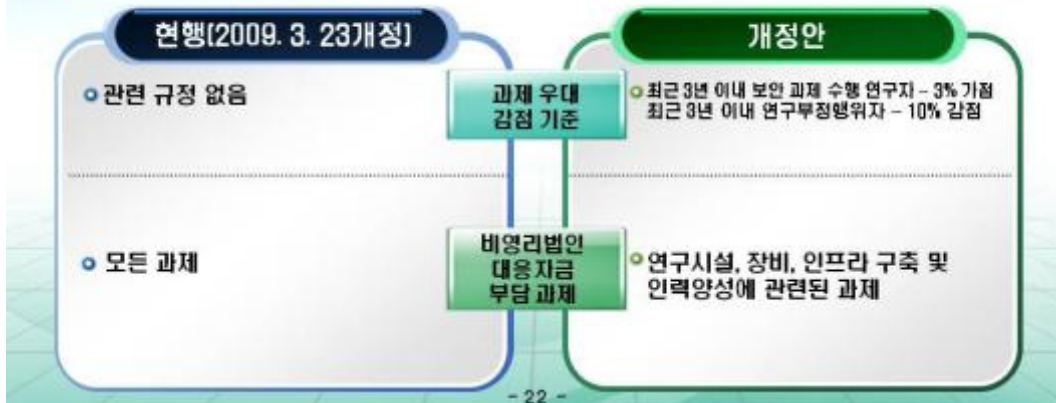 현행(2009. 3. 23개정)
개정안
관련 규정 없음
과제 우대
감점 기준
최근 3년 이내 보안 과제 수행 연구자 – 3% 가점
최근 3년 이내 연구부정행위자 – 10% 감점
모든 과제
비영리법인
대응자금
부담 과제
연구시설, 장비, 인프라 구축 및
인력양성에 관련된 과제
- 22 -